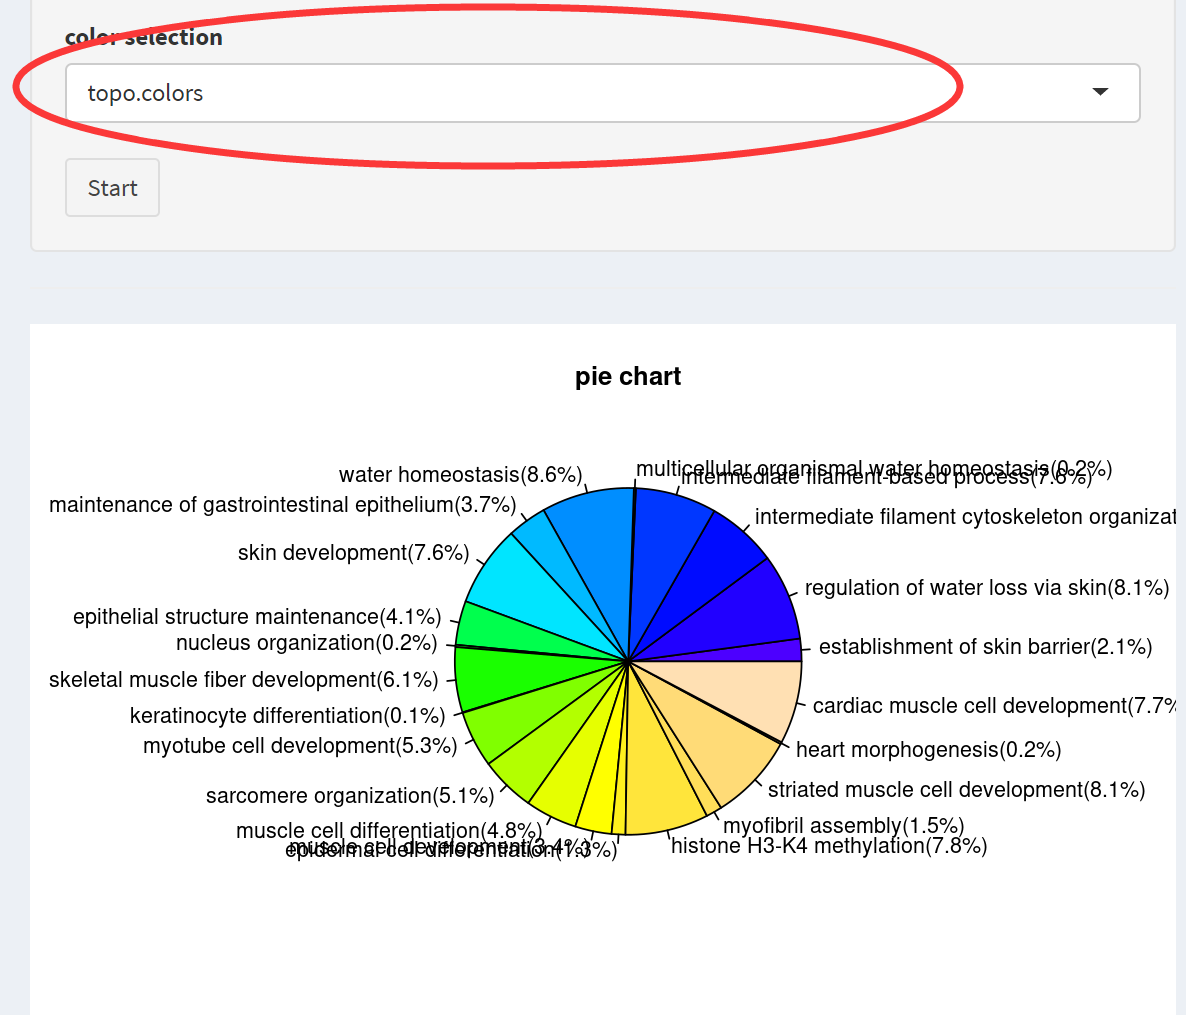 color selection
topo.colors
Start
pie chart
multicellular organismal water homeostasis(0.2%)
water homeostasis(8.6%)
intermediate filament-based process(7.6%)
maintenance of gastrointestinal epithelium(3.7%)
intermediate filament cytoskeleton organizat
skin development(7.6%)
regulation of water loss via skin(8.1%)
epithelial structure maintenance(4.1%)
nucleus organization(0.2%)
establishment of skin barrier(2.1%)
skeletal muscle fiber development(6.1%)
cardiac muscle cell development(7.7%
keratinocyte differentiation(0.1%)
myotube cell development(5.3%)
heart morphogenesis(0.2%)
striated muscle cell development(8.1%)
sarcomere organization(5.1%)
myofibril assembly(1.5%)
muscle cell differentiation(4.8%)
histone H3-K4 methylation(7.8%)
muscle cell development(3.4%)
epidermal cell differentiation(1.3%)